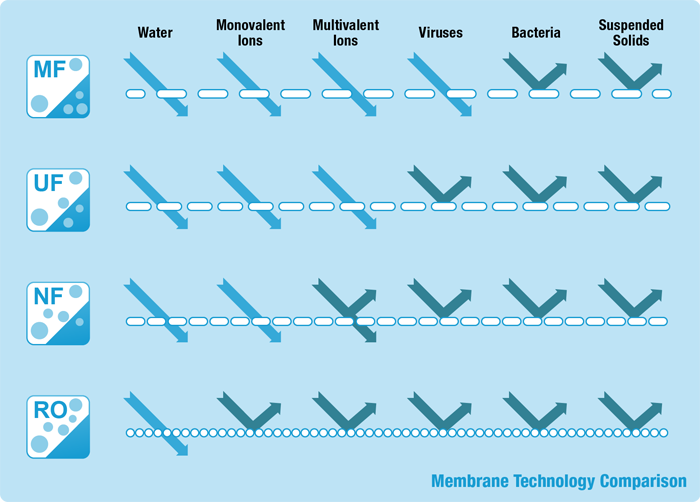 Water
Monovalent
Ions
Multivalent
Ions
Viruses
Bacteria
Suspended
Solids
MF
UF
NF
RO
Membrane Technology Comparison